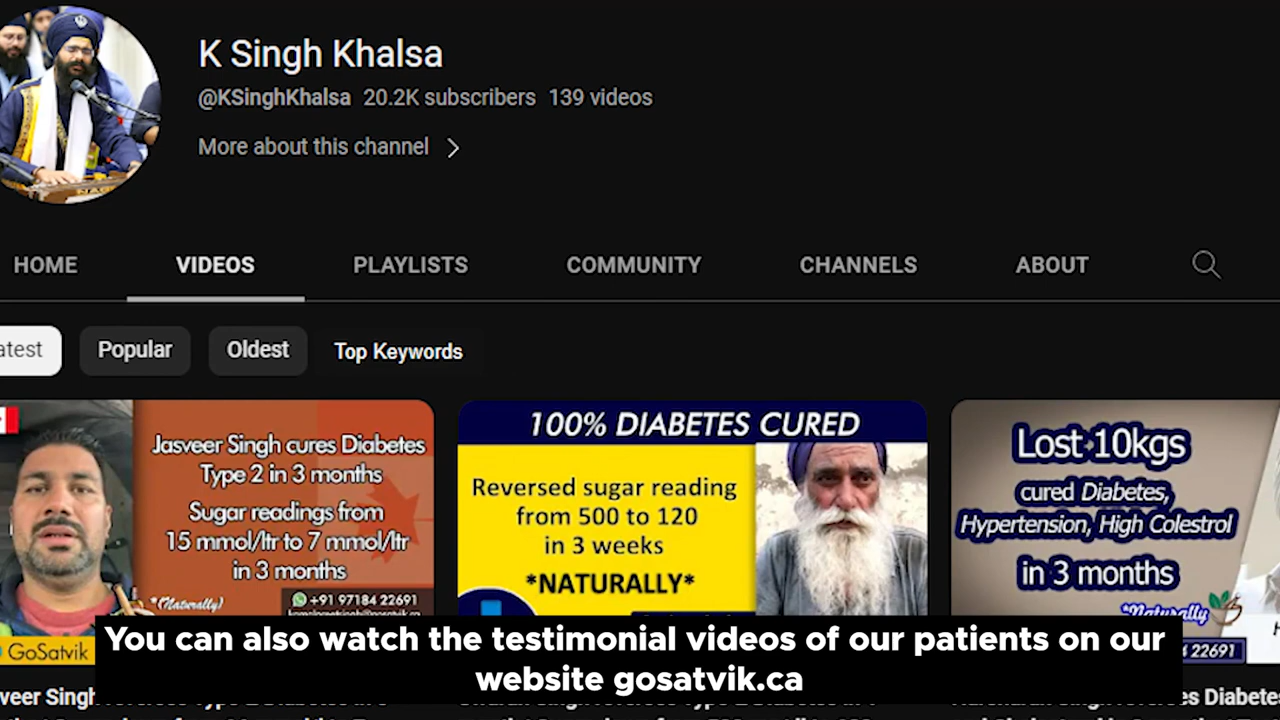 K Singh Khalsa
@KSinghKhalsa 20.2K subscribers 139 videos
More about this channel
HOME VIDEOS PLAYLISTS COMMUNITY CHANNELS ABOUT
atest Popular Oldest Top Keywords
Jasveer Singh cures Diabetes
Type 2 in 3 months
Sugar readings from
15 mmol/ltr to 7 mmol/ltr
in 3 months
*(Naturally)
+91 97184 22691
GoSatvik
100% DIABETES CURED
Reversed sugar reading
from 500 to 120
in 3 weeks
*NATURALLY*
Lost 10kgs
cured Diabetes,
Hypertension, High Colestrol
in 3 months
*Naturally
22691
You can also watch the testimonial videos of our patients on our
website gosatvik.ca
veer Singh
es Diabete